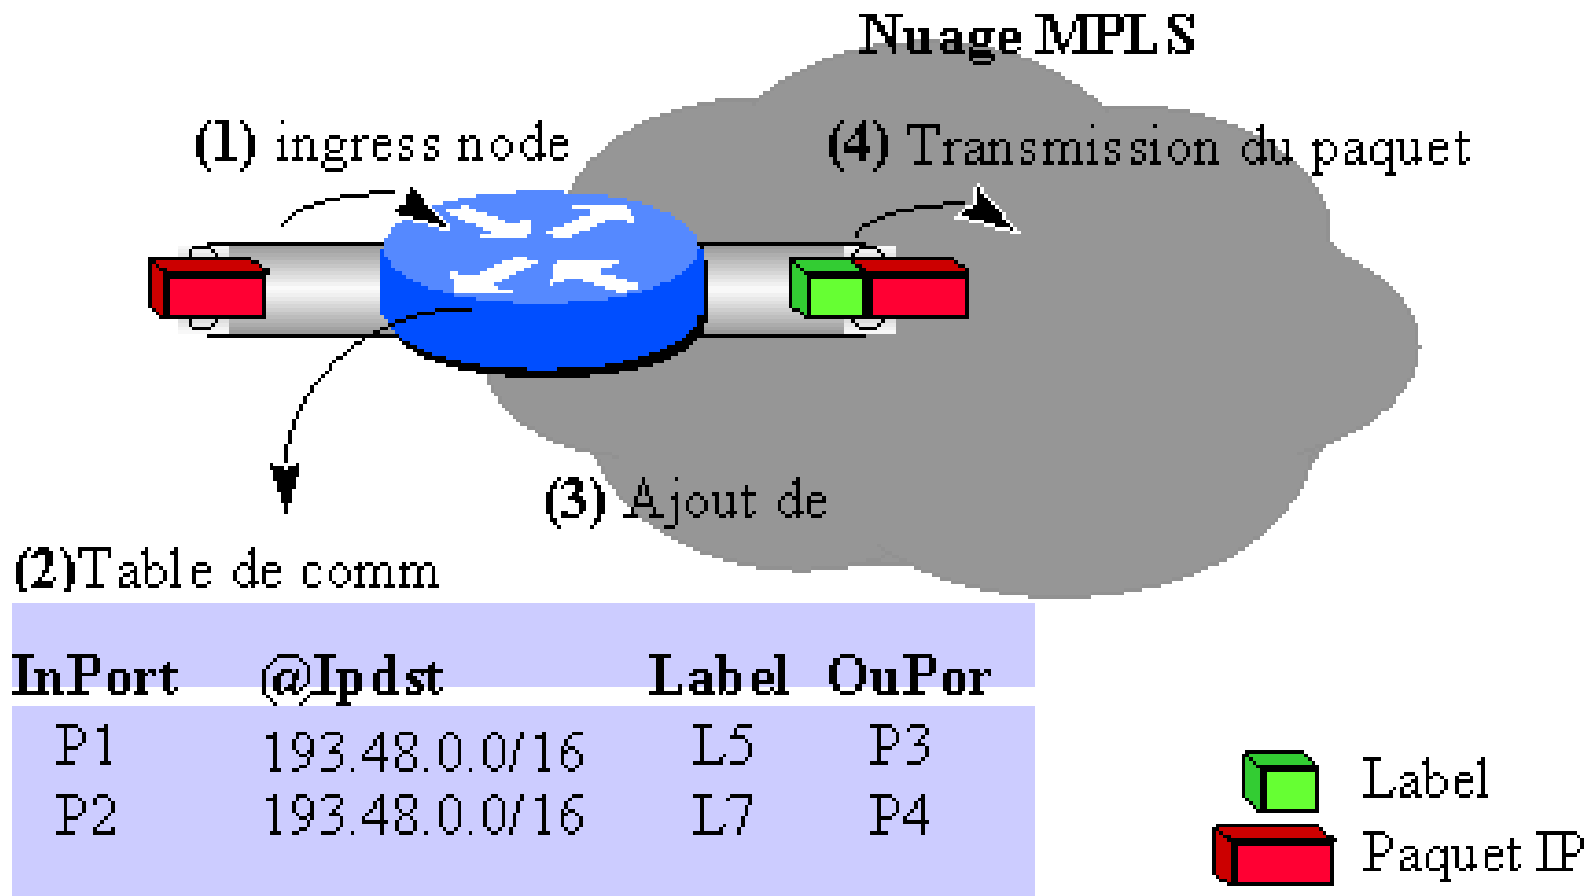 Nuage MPLS
(1) ingress node
(4) Transmission du paquet
(3) Ajout de
(2)Table de comm
InPort @Ipdst Label OuPor
P1 193.48.0.0/16 L5 P3
P2 193.48.0.0/16 L7 P4
Label
Paquet IP